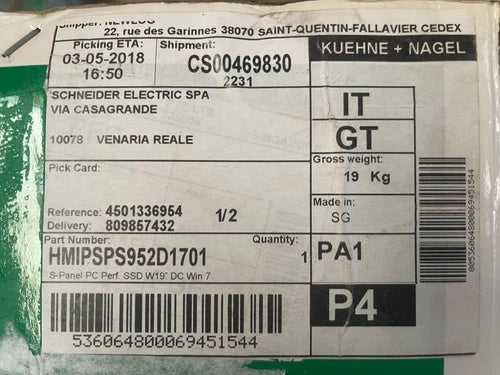 Shipper: NEWLOG
22, rue des Garinnes 38070 SAINT-QUENTIN-FALLAVIER CEDEX
Picking ETA:
03-05-2018
16:50
Shipment:
CS00469830
2231
KUEHNE + NAGEL
SCHNEIDER ELECTRIC SPA
VIA CASAGRANDE
10078 VENARIA REALE
IT
GT
Gross weight:
19 Kg
Pick Card:
Reference: 4501336954
1/2
Delivery: 809857432
Made in:
SG
Part Number:
HMIPSPS952D1701
Quantity:
1
S-Panel PC Perf. SSD W19" DC Win 7
PA1
P4
536064800069451544
00536064800069451544